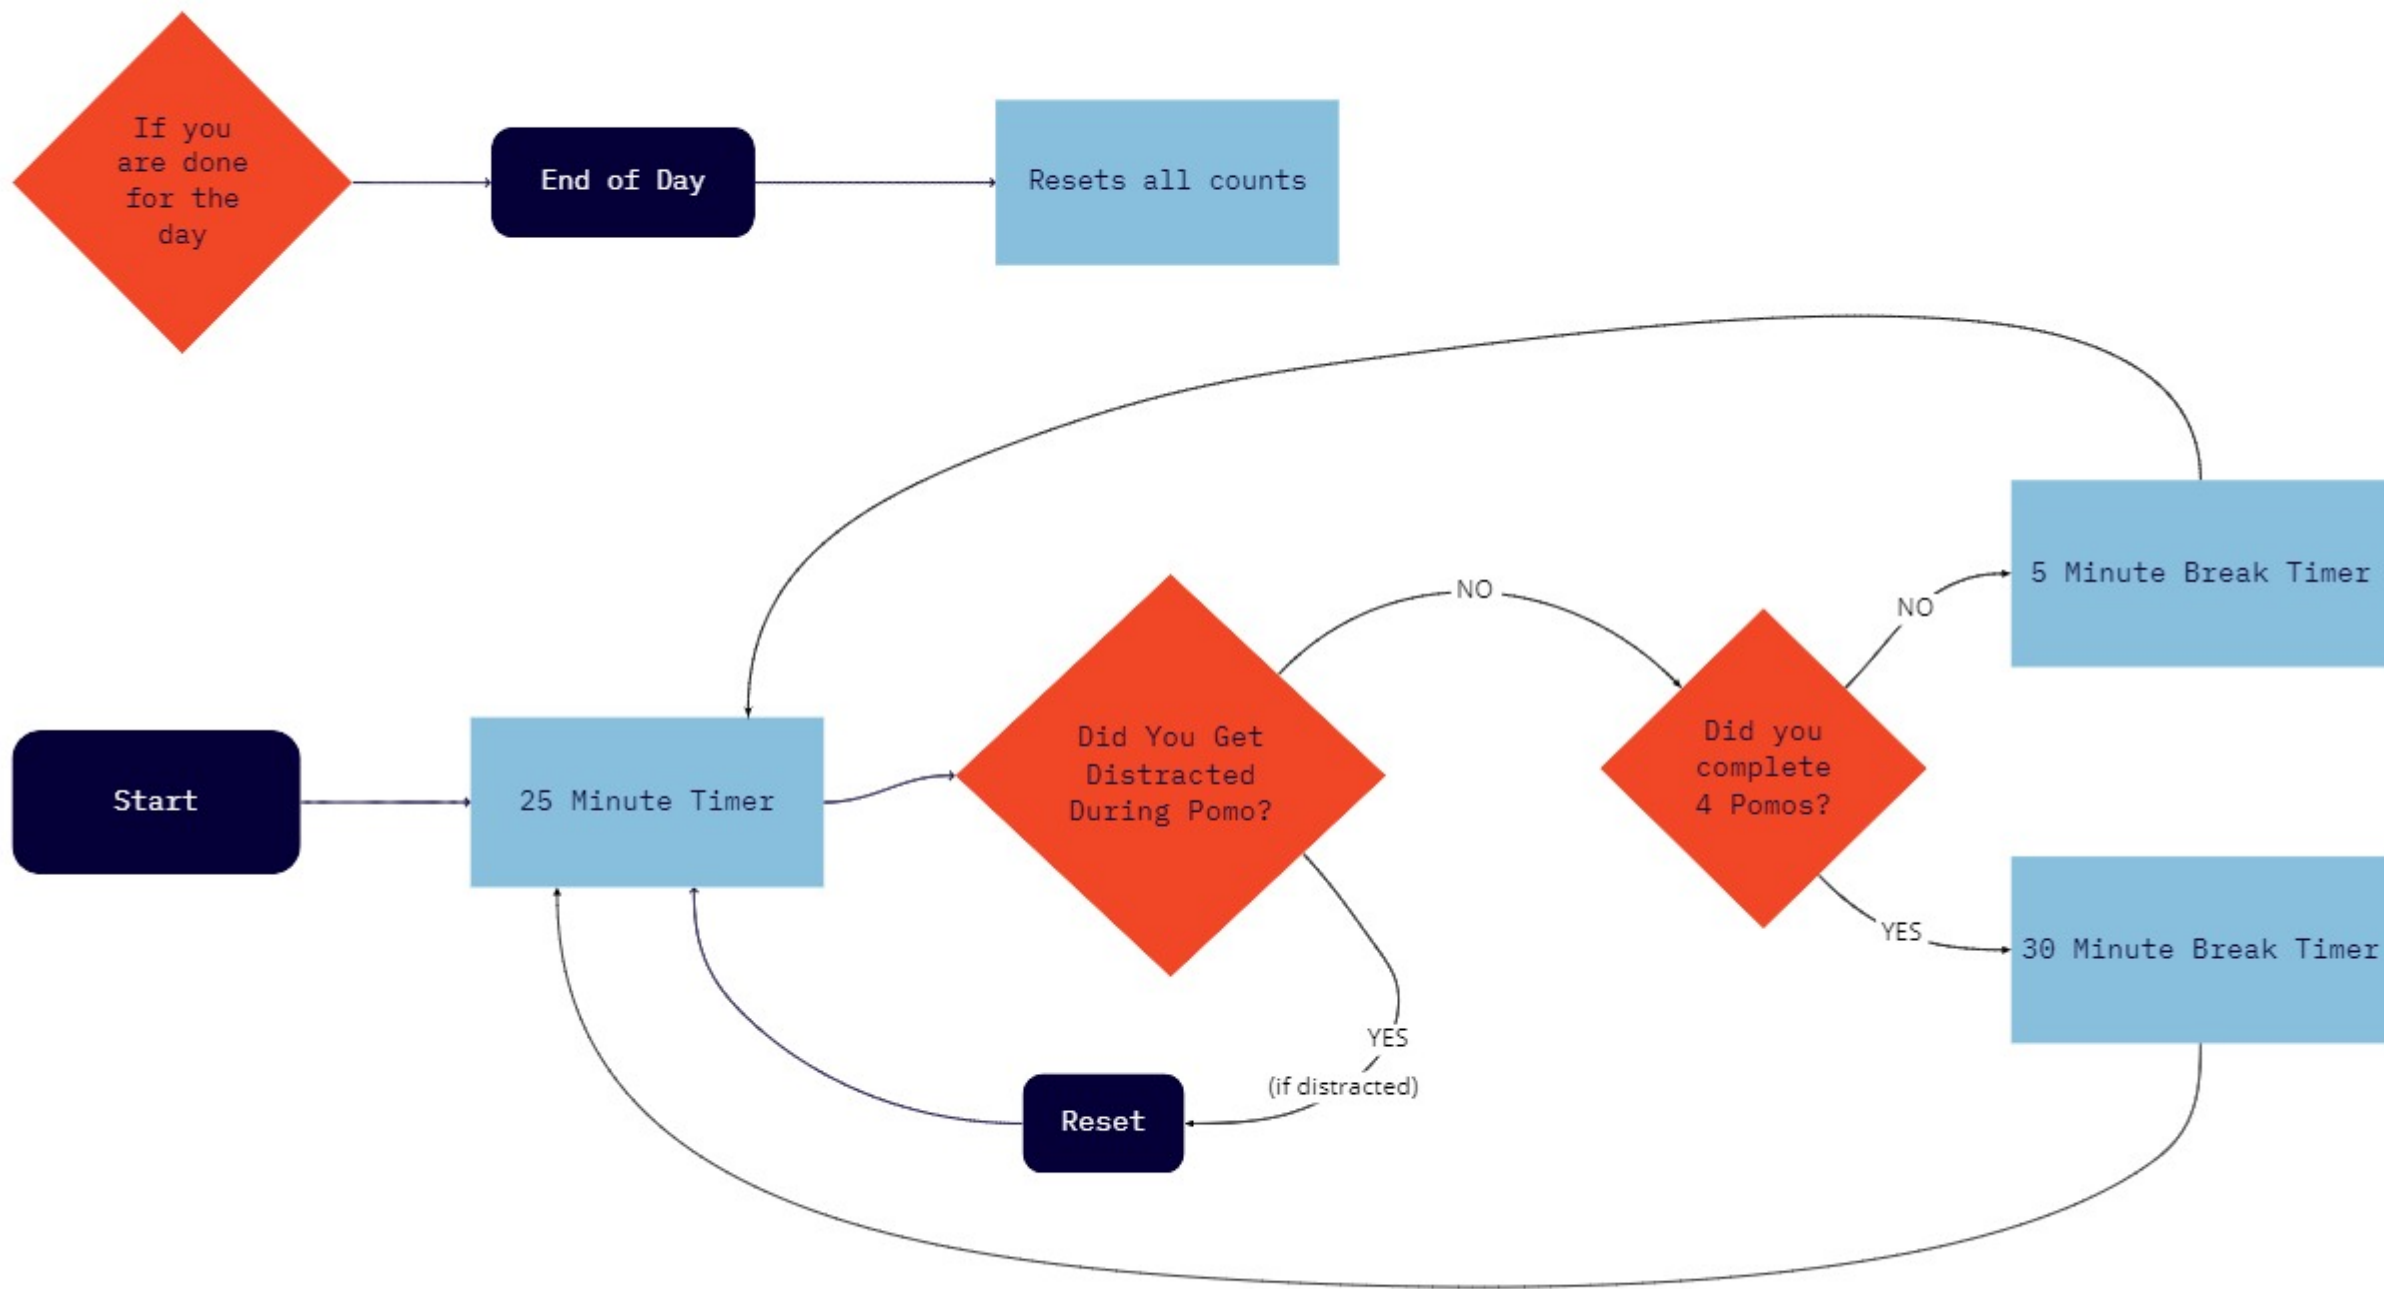 If you
are done
for the
day
End of Day
Resets all counts
Start
25 Minute Timer
Did You Get
Distracted
During Pomo?
NO
YES
(if distracted)
Reset
Did you
complete
4 Pomos?
NO
5 Minute Break Timer
YES
30 Minute Break Timer